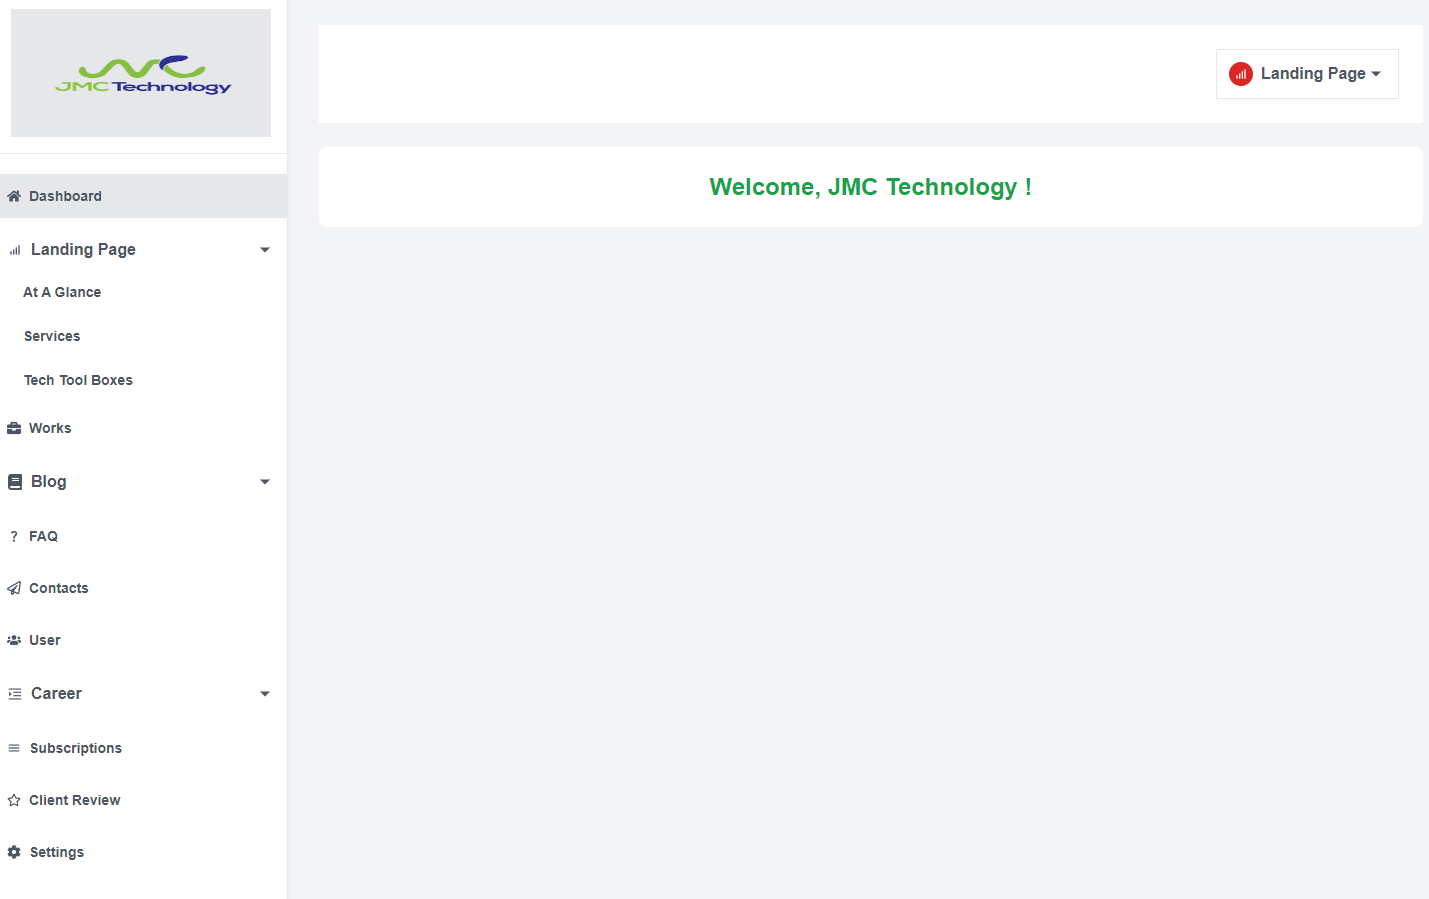 JMC Technology
Dashboard
Landing Page
At A Glance
Services
Tech Tool Boxes
Works
Blog
? FAQ
Contacts
User
Career
Subscriptions
Client Review
Settings
Landing Page
Welcome, JMC Technology !